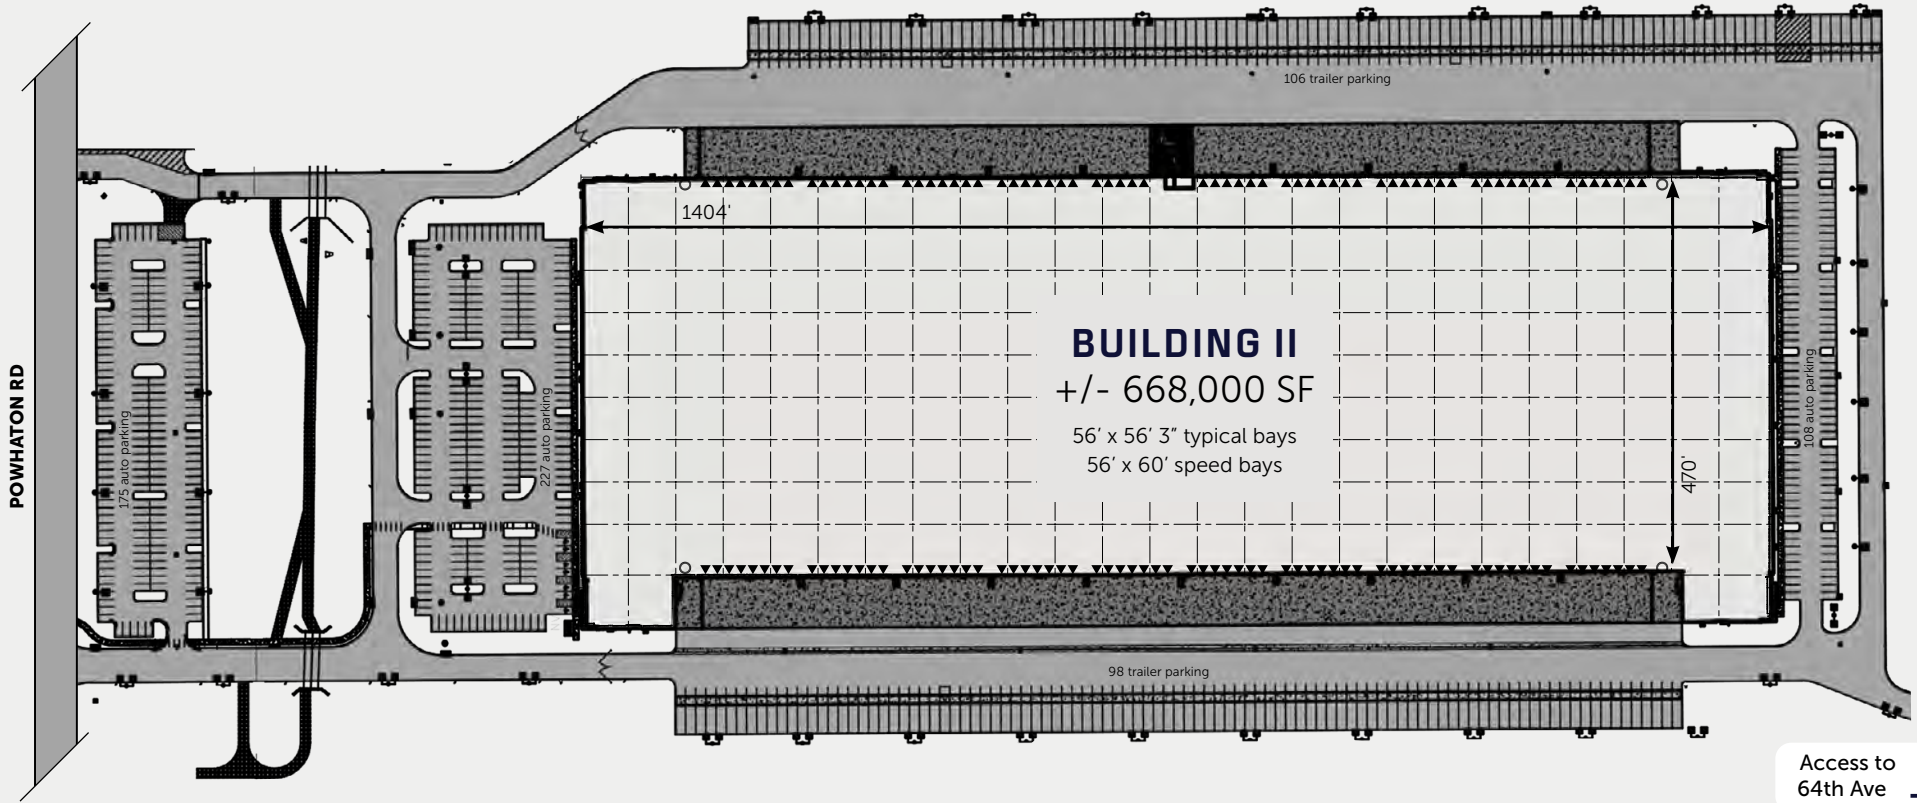 106 trailer parking
1404'
POWHATON RD
175 auto parking
227 auto parking
BUILDING II
+/- 668,000 SF
56' x 56' 3" typical bays
56' x 60' speed bays
470'
108 auto parking
98 trailer parking
Access to
64th Ave